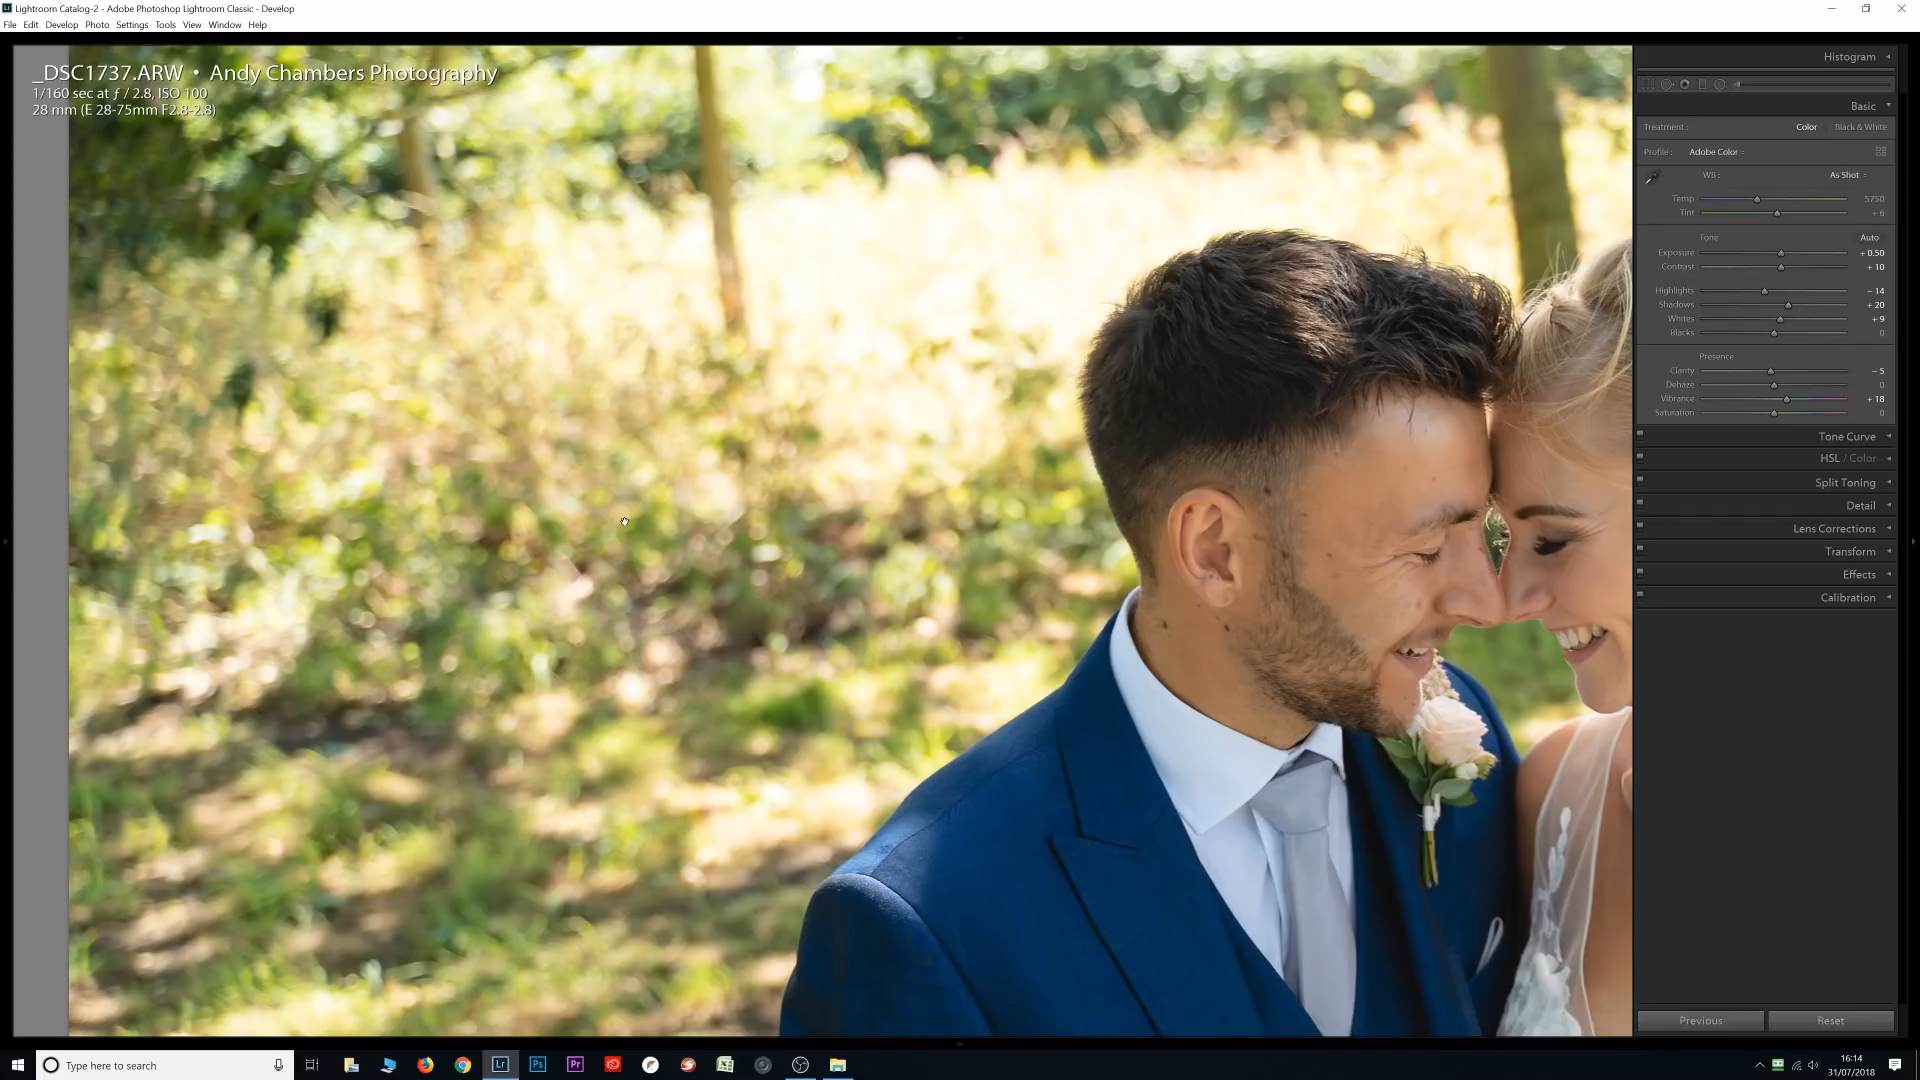 Lightroom Catalog-2 - Adobe Photoshop Lightroom Classic - Develop
File Edit Develop Photo Settings Tools View Window Help
_DSC1737.ARW • Andy Chambers Photography
1/160 sec at ƒ / 2.8, ISO 100
28 mm (E 28-75mm F2.8-2.8)
Histogram
Basic
Treatment : Color Black & White
Profile : Adobe Color
WB : As Shot
Temp 5750
Tint + 6
Tone Auto
Exposure + 0.50
Contrast + 10
Highlights − 14
Shadows + 20
Whites + 9
Blacks 0
Presence
Clarity − 5
Dehaze 0
Vibrance + 18
Saturation 0
Tone Curve
HSL / Color
Split Toning
Detail
Lens Corrections
Transform
Effects
Calibration
Previous Reset
Type here to search
Lr Ps Pr
16:14
31/07/2018